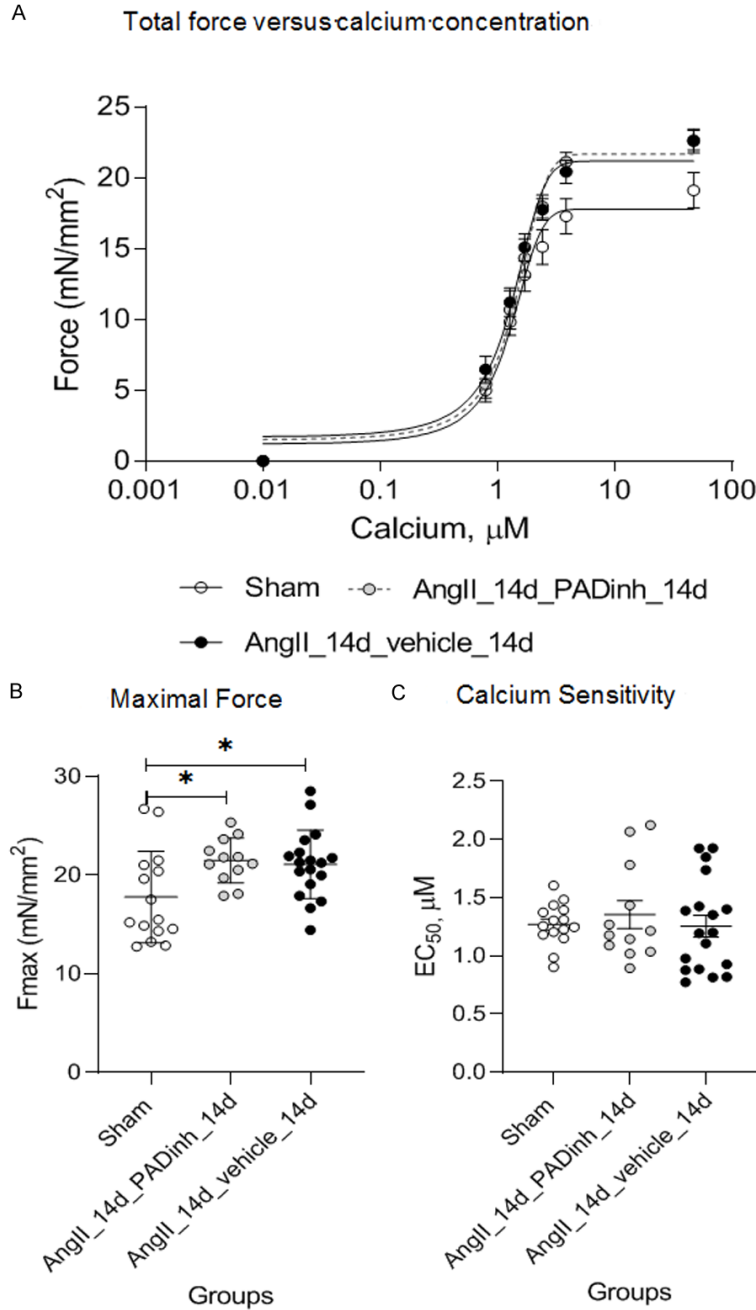 A
Total force versus·calcium·concentration
25
20
15
10
5
0
Force (mN/mm²)
0.001 0.01 0.1 1 10 100
Calcium, μM
Sham AngII_14d_PADinh_14d
AngII_14d_vehicle_14d
B Maximal Force
* *
30
20
10
0
Fmax (mN/mm²)
Sham
AngII_14d_PADinh_14d
AngII_14d_vehicle_14d
Groups
C Calcium Sensitivity
2.5
2.0
1.5
1.0
0.5
0.0
EC₅₀, μM
Sham
AngII_14d_PADinh_14d
AngII_14d_vehicle_14d
Groups